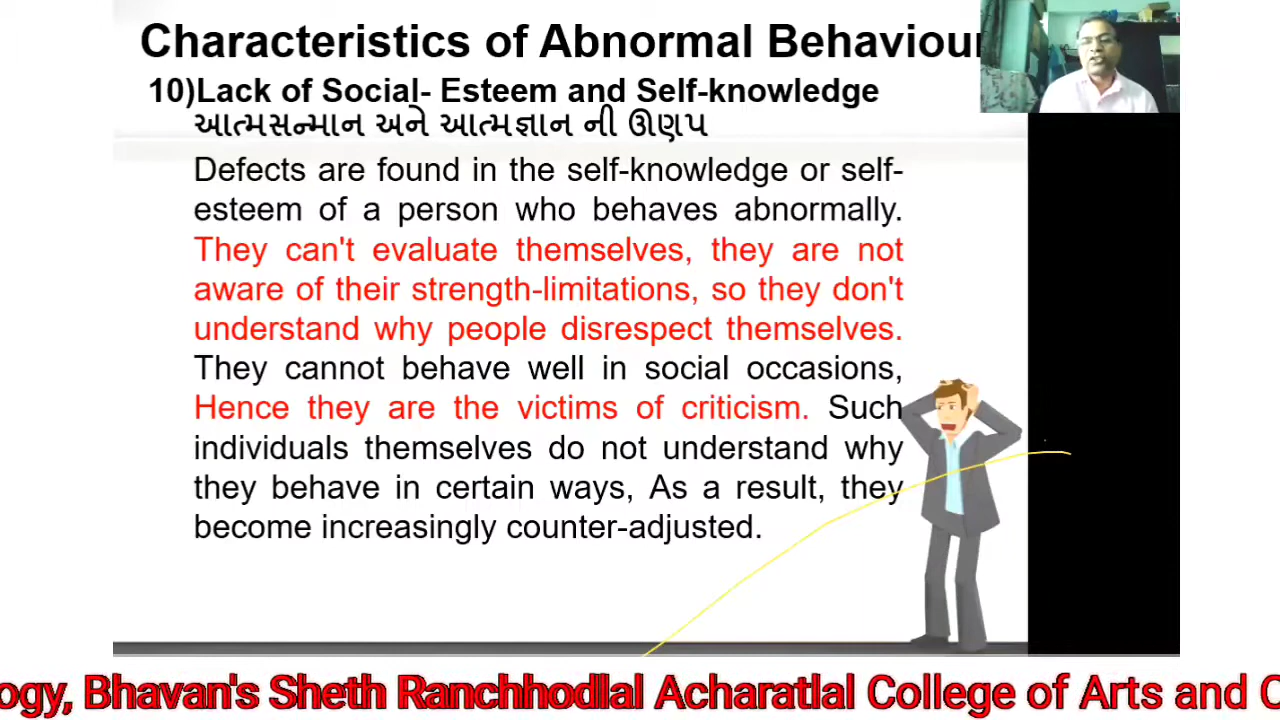 Characteristics of Abnormal Behaviour
10)Lack of Social- Esteem and Self-knowledge
આત્મસન્માન અને આત્મજ્ઞાન ની ઊણપ
Defects are found in the self-knowledge or self-
esteem of a person who behaves abnormally.
They can't evaluate themselves, they are not
aware of their strength-limitations, so they don't
understand why people disrespect themselves.
They cannot behave well in social occasions,
Hence they are the victims of criticism. Such
individuals themselves do not understand why
they behave in certain ways, As a result, they
become increasingly counter-adjusted.
ogy, Bhavan's Sheth Ranchhodlal Acharatlal College of Arts and C